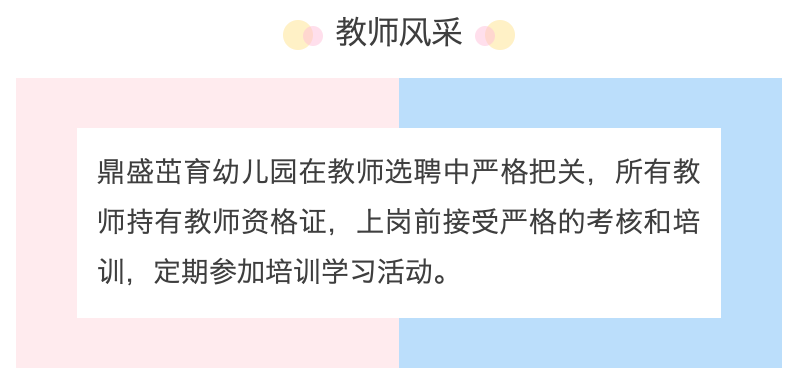 教师风采
鼎盛茁育幼儿园在教师选聘中严格把关，所有教
师持有教师资格证，上岗前接受严格的考核和培
训，定期参加培训学习活动。